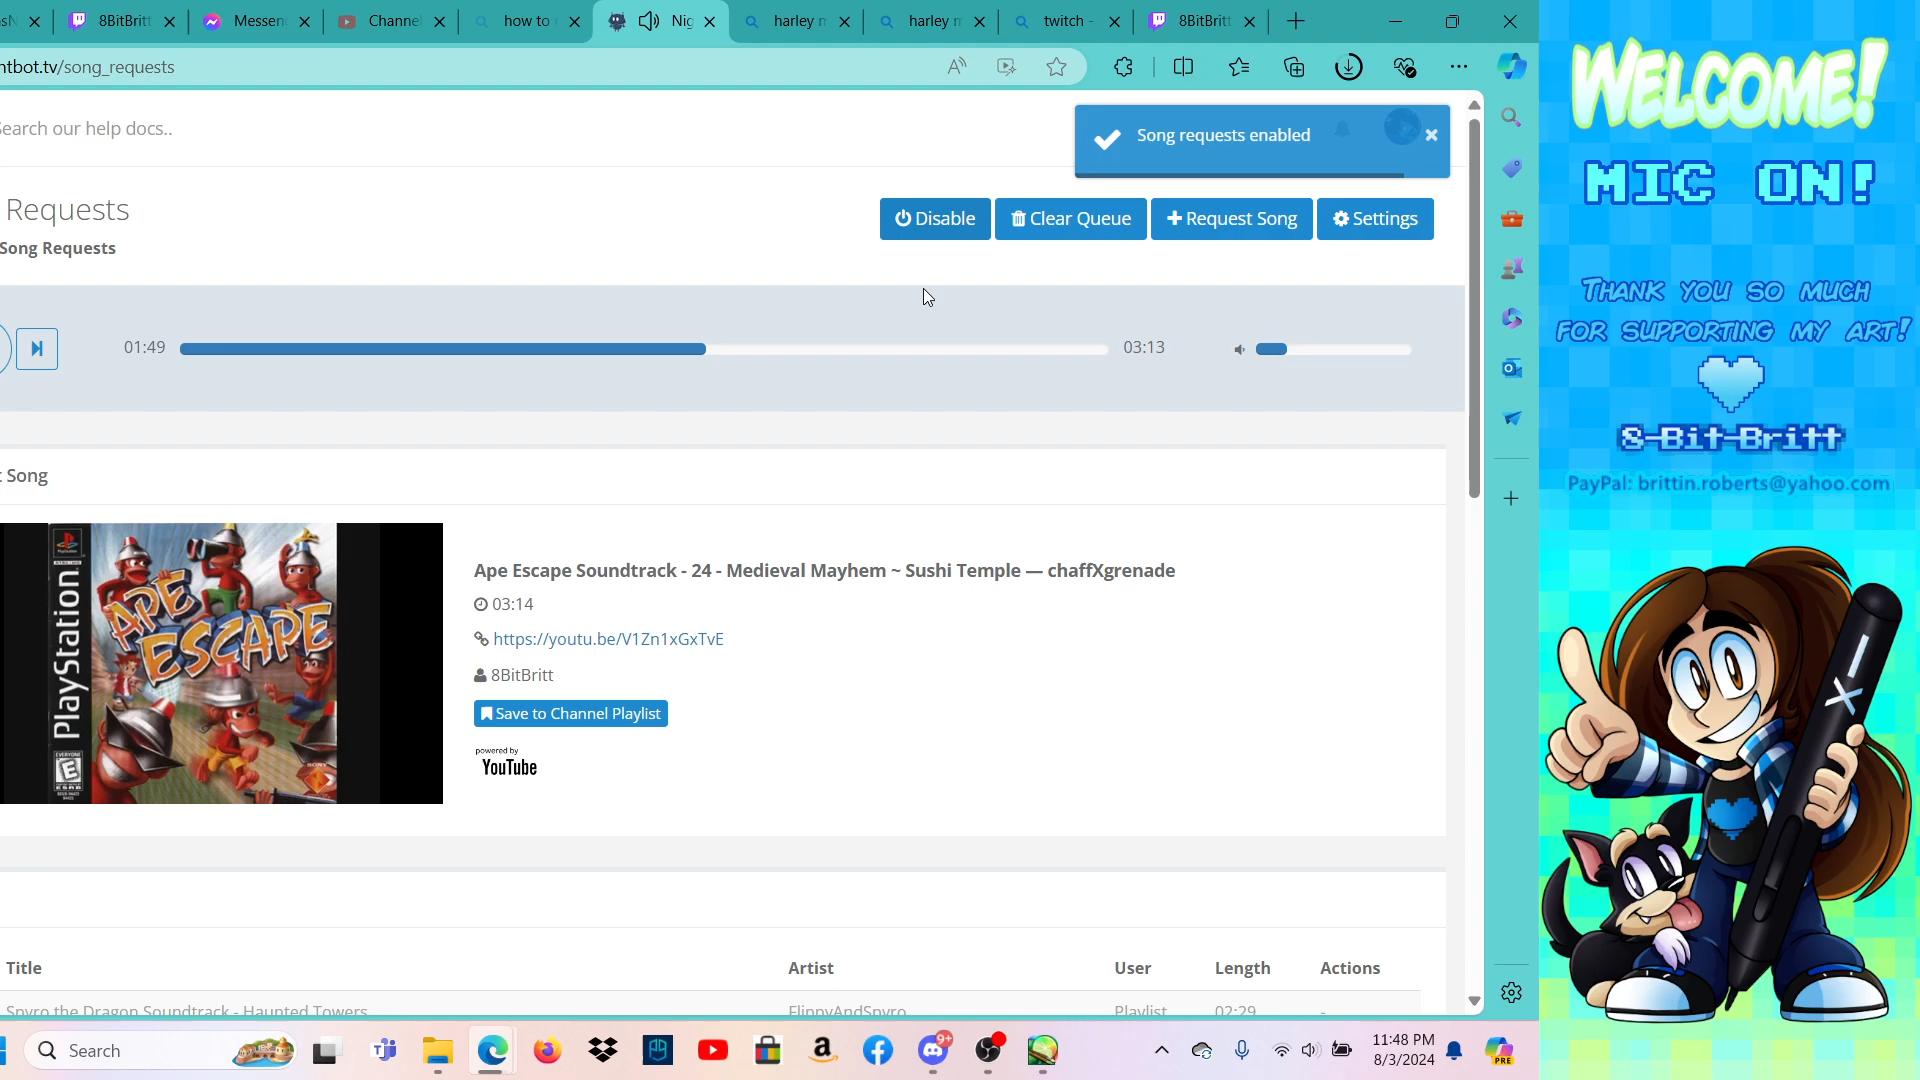 8BitBritt
Messen
Channel
how to
Nig
harley m
harley m
twitch -
8BitBritt
ntbot.tv/song_requests
Search our help docs..
Song requests enabled
Requests
Disable
Clear Queue
Request Song
Settings
Song Requests
01:49
03:13
Song
Ape Escape Soundtrack - 24 - Medieval Mayhem ~ Sushi Temple — chaffXgrenade
03:14
https://youtu.be/V1Zn1xGxTvE
8BitBritt
Save to Channel Playlist
powered by
YouTube
PlayStation
APE
ESCAPE
EVERYONE
E
SONY
Title Artist User Length Actions
Spyro the Dragon Soundtrack - Haunted Towers FlippyAndSpyro Playlist 02:29 -
Search
9+
11:48 PM
8/3/2024
PRE
WELCOME!
MIC ON!
THANK YOU SO MUCH
FOR SUPPORTING MY ART!
8-Bit-Britt
PayPal: brittin.roberts@yahoo.com